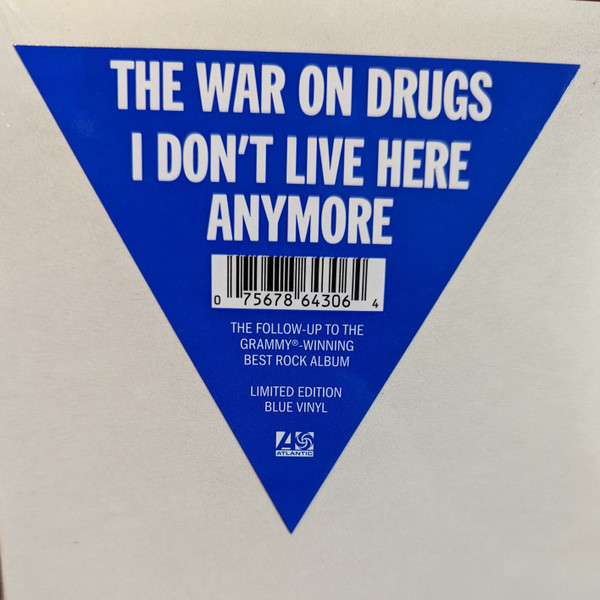 THE WAR ON DRUGS
I DON'T LIVE HERE
ANYMORE
0 75678 64306 4
THE FOLLOW-UP TO THE
GRAMMY®-WINNING
BEST ROCK ALBUM
LIMITED EDITION
BLUE VINYL
ATLANTIC